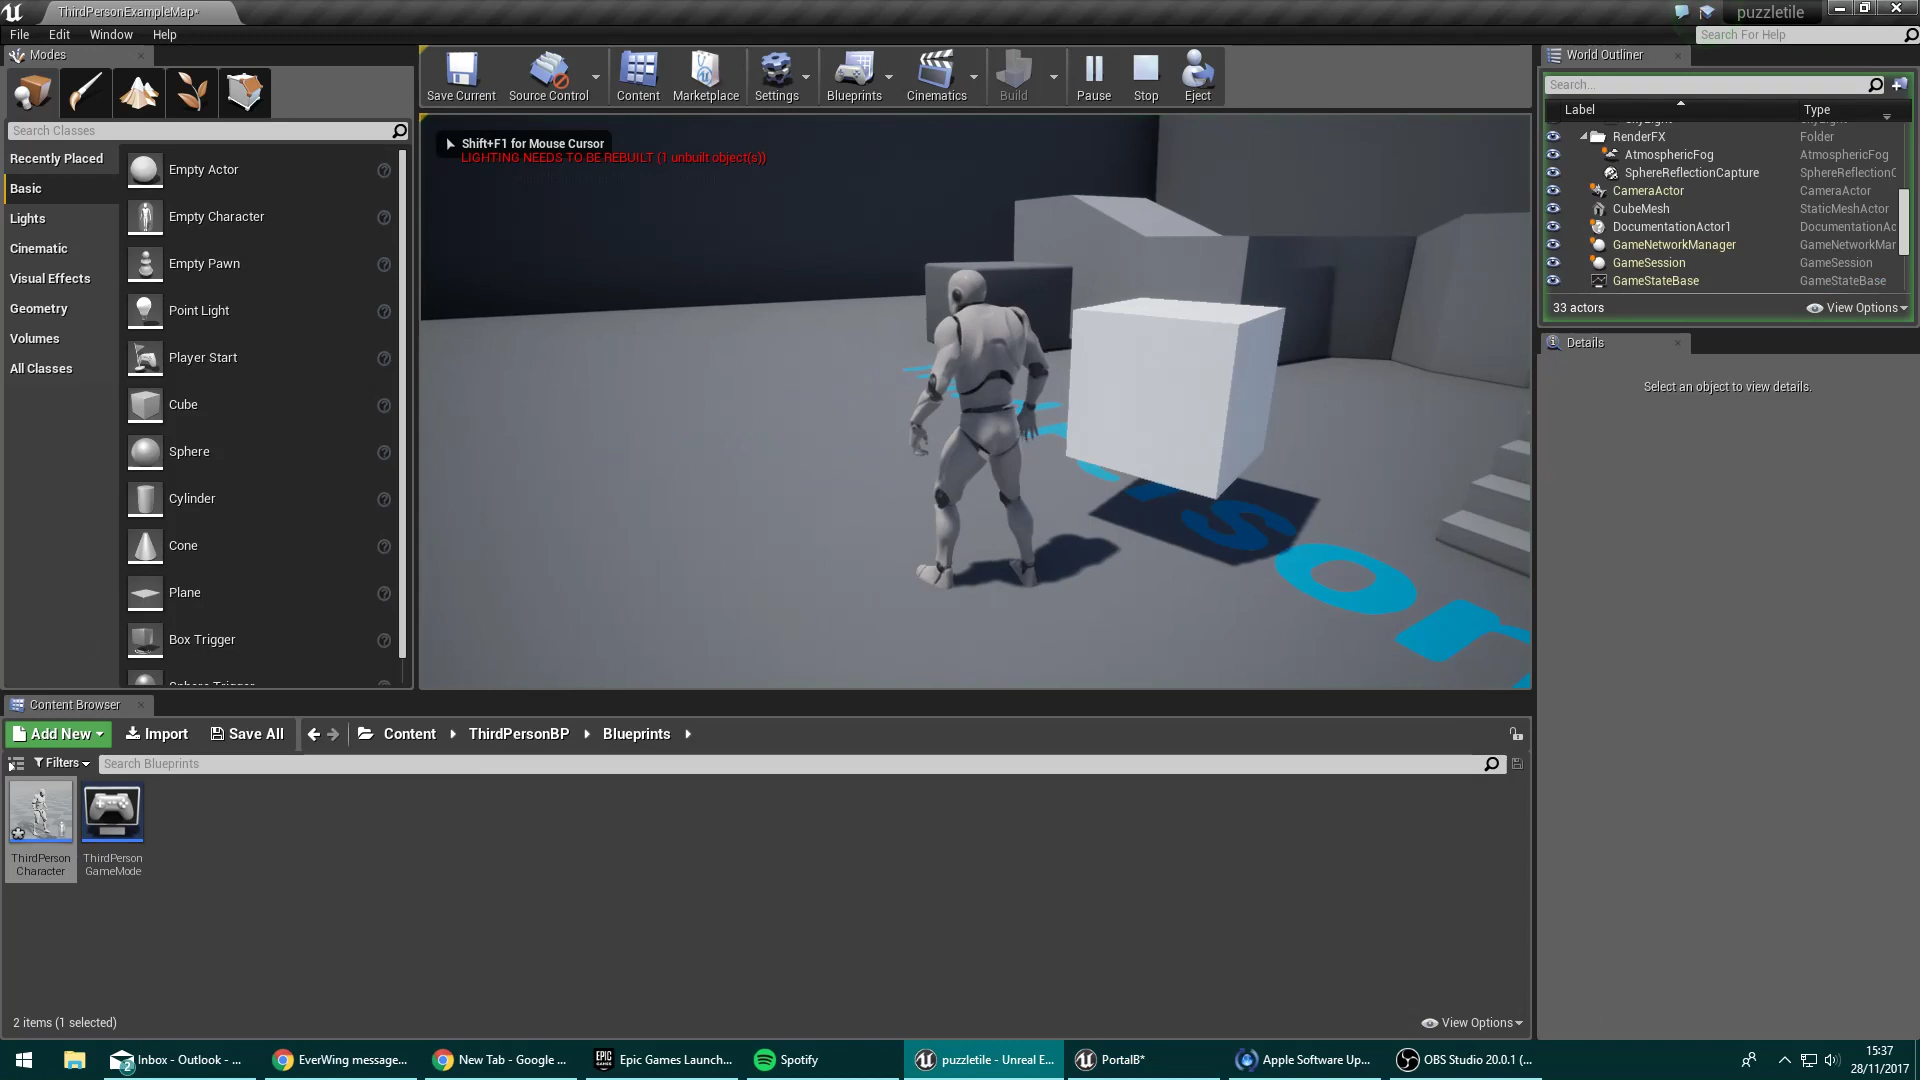 ThirdPersonExampleMap*
puzzletile
File Edit Window Help
Search For Help
Modes
Save Current
Source Control
Content
Marketplace
Settings
Blueprints
Cinematics
Build
Pause
Stop
Eject
World Outliner
Search...
Label
Type
Search Classes
Recently Placed
Basic
Lights
Cinematic
Visual Effects
Geometry
Volumes
All Classes
Empty Actor
Empty Character
Empty Pawn
Point Light
Player Start
Cube
Sphere
Cylinder
Cone
Plane
Box Trigger
Sphere Trigger
Shift+F1 for Mouse Cursor
LIGHTING NEEDS TO BE REBUILT (1 unbuilt object(s))
RenderFX Folder
AtmosphericFog AtmosphericFog
SphereReflectionCapture SphereReflectionC
CameraActor CameraActor
CubeMesh StaticMeshActor
DocumentationActor1 DocumentationAc
GameNetworkManager GameNetworkMar
GameSession GameSession
GameStateBase GameStateBase
33 actors
View Options
Details
Select an object to view details.
Content Browser
Add New
Import
Save All
Content
ThirdPersonBP
Blueprints
Filters
Search Blueprints
ThirdPerson
Character
ThirdPerson
GameMode
2 items (1 selected)
View Options
2
Inbox - Outlook - ...
EverWing message...
New Tab - Google ...
Epic Games Launch...
Spotify
puzzletile - Unreal E...
PortalB*
Apple Software Up...
OBS Studio 20.0.1 (...
15:37
28/11/2017